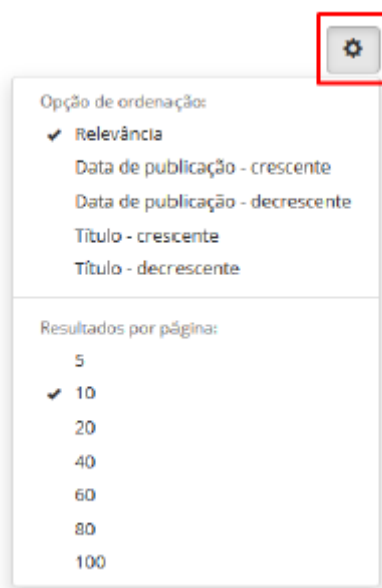 Opção de ordenação:
Relevância
Data de publicação - crescente
Data de publicação - decrescente
Título - crescente
Título - decrescente
Resultados por página:
5
10
20
40
60
80
100